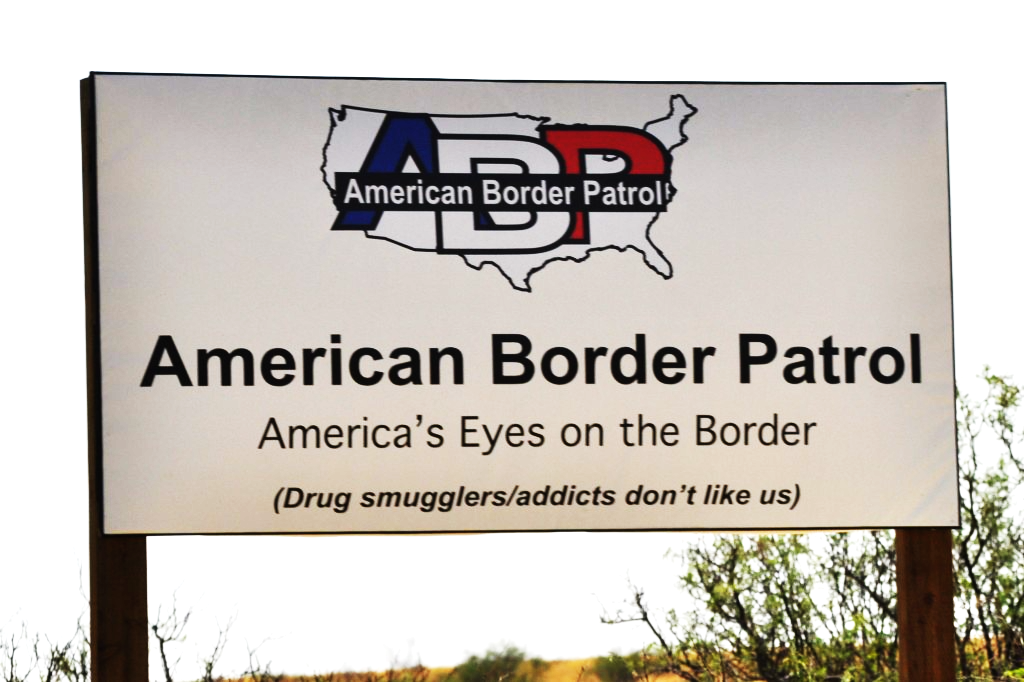 ABP
American Border Patrol
American Border Patrol
America's Eyes on the Border
(Drug smugglers/addicts don't like us)